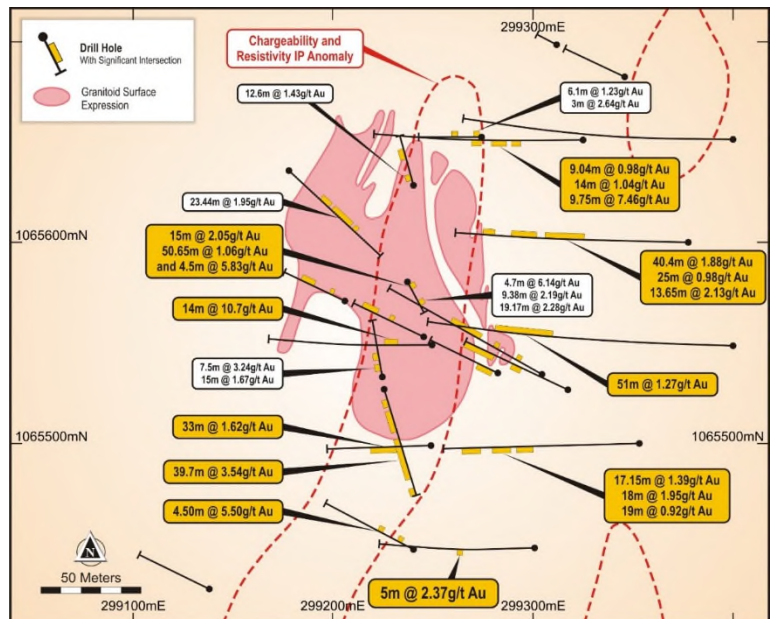 299300mE
Drill Hole
With Significant Intersection
Granitoid Surface
Expression
Chargeability and
Resistivity IP Anomaly
12.6m @ 1.43g/t Au
6.1m @ 1.23g/t Au
3m @ 2.64g/t Au
9.04m @ 0.98g/t Au
14m @ 1.04g/t Au
9.75m @ 7.46g/t Au
23.44m @ 1.95g/t Au
1065600mN
15m @ 2.05g/t Au
50.65m @ 1.06g/t Au
and 4.5m @ 5.83g/t Au
40.4m @ 1.88g/t Au
25m @ 0.98g/t Au
13.65m @ 2.13g/t Au
4.7m @ 6.14g/t Au
9.38m @ 2.19g/t Au
19.17m @ 2.28g/t Au
14m @ 10.7g/t Au
7.5m @ 3.24g/t Au
15m @ 1.67g/t Au
51m @ 1.27g/t Au
33m @ 1.62g/t Au
1065500mN
1065500mN
39.7m @ 3.54g/t Au
17.15m @ 1.39g/t Au
18m @ 1.95g/t Au
19m @ 0.92g/t Au
4.50m @ 5.50g/t Au
N
50 Meters
5m @ 2.37g/t Au
299100mE
299200mE
299300mE